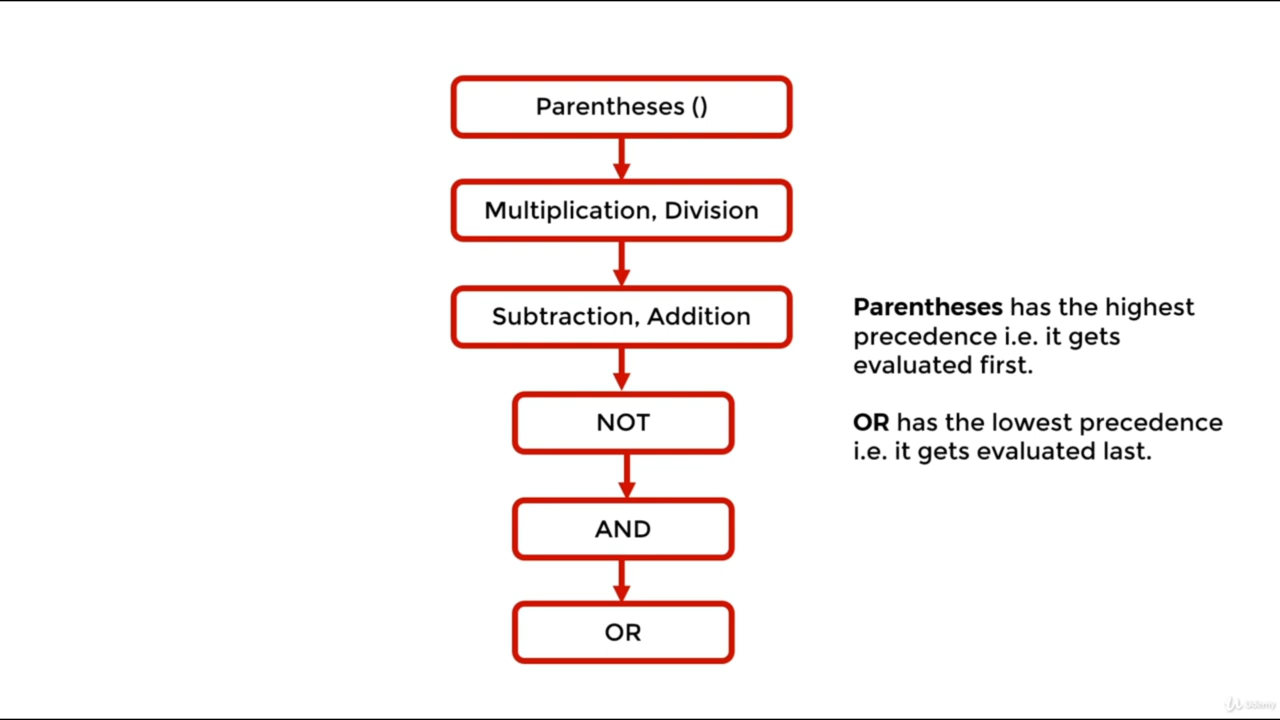 Parentheses ()
Multiplication, Division
Subtraction, Addition
NOT
AND
OR
Parentheses has the highest
precedence i.e. it gets
evaluated first.
OR has the lowest precedence
i.e. it gets evaluated last.
Udemy